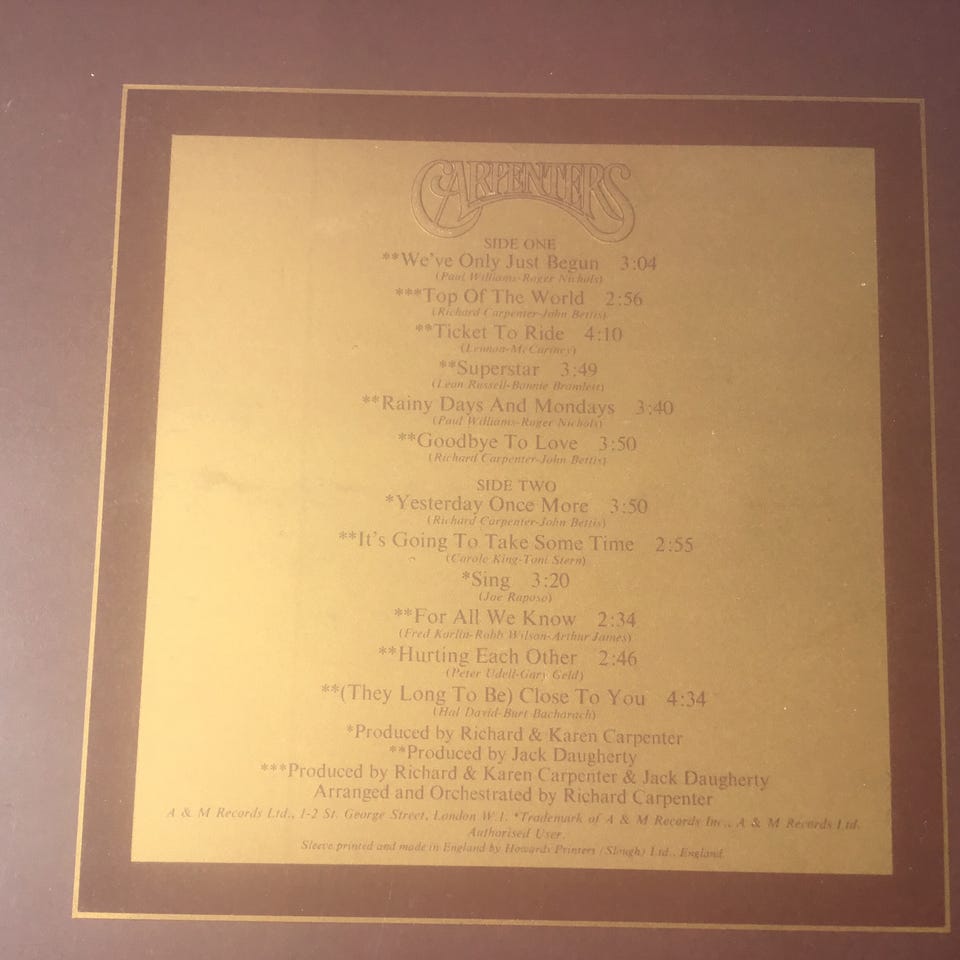 CARPENTERS
SIDE ONE
**We've Only Just Begun 3:04
(Paul Williams-Roger Nichols)
***Top Of The World 2:56
(Richard Carpenter-John Bettis)
**Ticket To Ride 4:10
(Lennon-McCartney)
**Superstar 3:49
(Leon Russell-Bonnie Bramlett)
**Rainy Days And Mondays 3:40
(Paul Williams-Roger Nichols)
**Goodbye To Love 3:50
(Richard Carpenter-John Bettis)
SIDE TWO
*Yesterday Once More 3:50
(Richard Carpenter-John Bettis)
**It's Going To Take Some Time 2:55
(Carole King-Toni Stern)
*Sing 3:20
(Joe Raposo)
**For All We Know 2:34
(Fred Karlin-Robb Wilson-Arthur James)
**Hurting Each Other 2:46
(Peter Udell-Gary Geld)
**(They Long To Be) Close To You 4:34
(Hal David-Burt Bacharach)
*Produced by Richard & Karen Carpenter
**Produced by Jack Daugherty
***Produced by Richard & Karen Carpenter & Jack Daugherty
Arranged and Orchestrated by Richard Carpenter
A & M Records Ltd., 1-2 St. George Street, London W.1. *Trademark of A & M Records Inc., A & M Records Ltd.
Authorised User.
Sleeve printed and made in England by Howards Printers (Slough) Ltd., England.